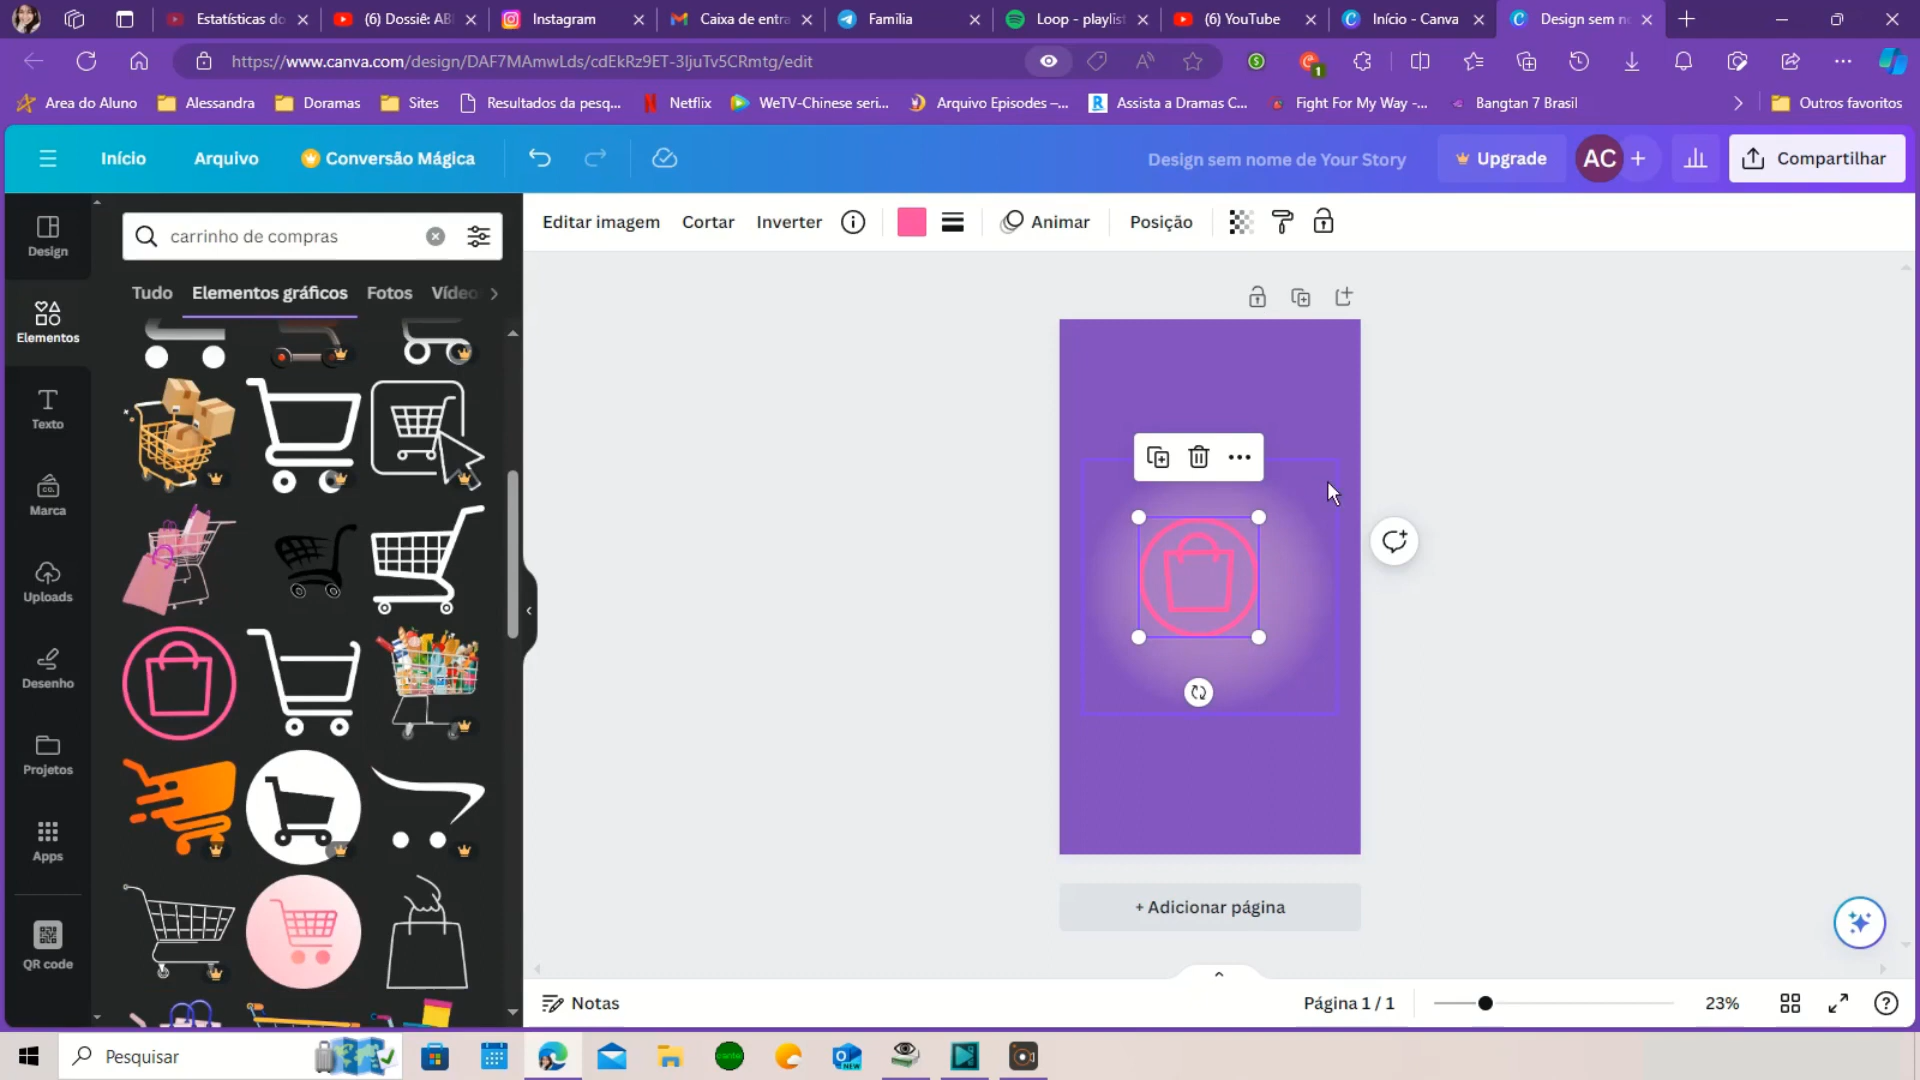 Estatísticas do
(6) Dossiê: AB
Instagram
Caixa de entra
Família
Loop - playlist
(6) YouTube
Início - Canva
Design sem n
https://www.canva.com/design/DAF7MAmwLds/cdEkRz9ET-3IjuTv5CRmtg/edit
1
Area do Aluno
Alessandra
Doramas
Sites
Resultados da pesq...
Netflix
WeTV-Chinese seri...
Arquivo Episodes –...
Assista a Dramas C...
Fight For My Way -...
Bangtan 7 Brasil
Outros favoritos
Início
Arquivo
Conversão Mágica
Design sem nome de Your Story
Upgrade
AC
Compartilhar
Design
Elementos
Texto
Marca
Uploads
Desenho
Projetos
Apps
QR code
carrinho de compras
Tudo
Elementos gráficos
Fotos
Vídeo
Editar imagem
Cortar
Inverter
Animar
Posição
+ Adicionar página
Notas
Página 1 / 1
23%
Pesquisar